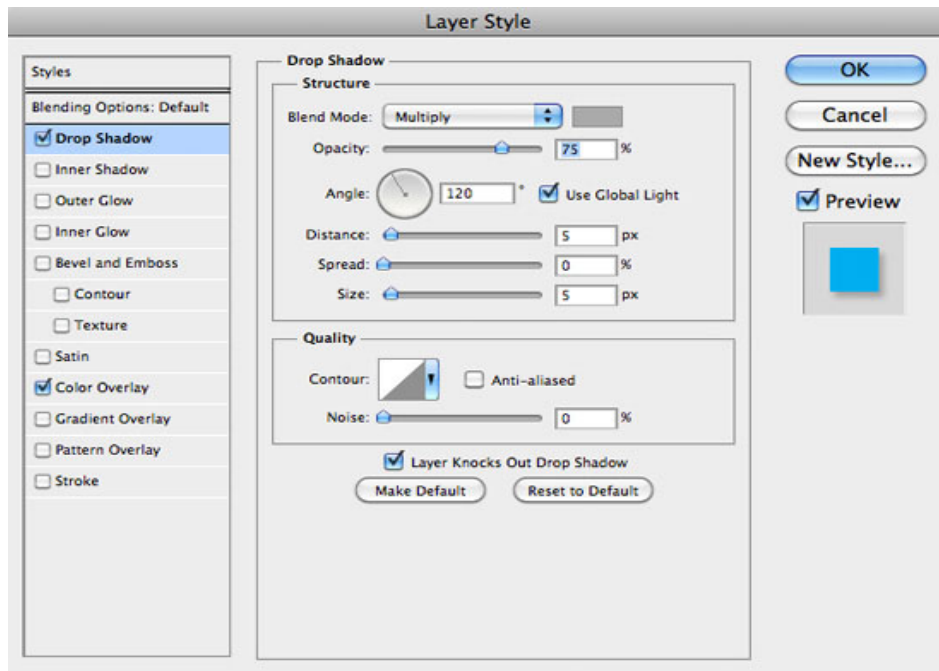 Layer Style
Styles
Blending Options: Default
Drop Shadow
Inner Shadow
Outer Glow
Inner Glow
Bevel and Emboss
Contour
Texture
Satin
Color Overlay
Gradient Overlay
Pattern Overlay
Stroke
Drop Shadow
Structure
Blend Mode: Multiply
Opacity: 75 %
Angle: 120 ° Use Global Light
Distance: 5 px
Spread: 0 %
Size: 5 px
Quality
Contour: Anti-aliased
Noise: 0 %
Layer Knocks Out Drop Shadow
Make Default Reset to Default
OK
Cancel
New Style...
Preview